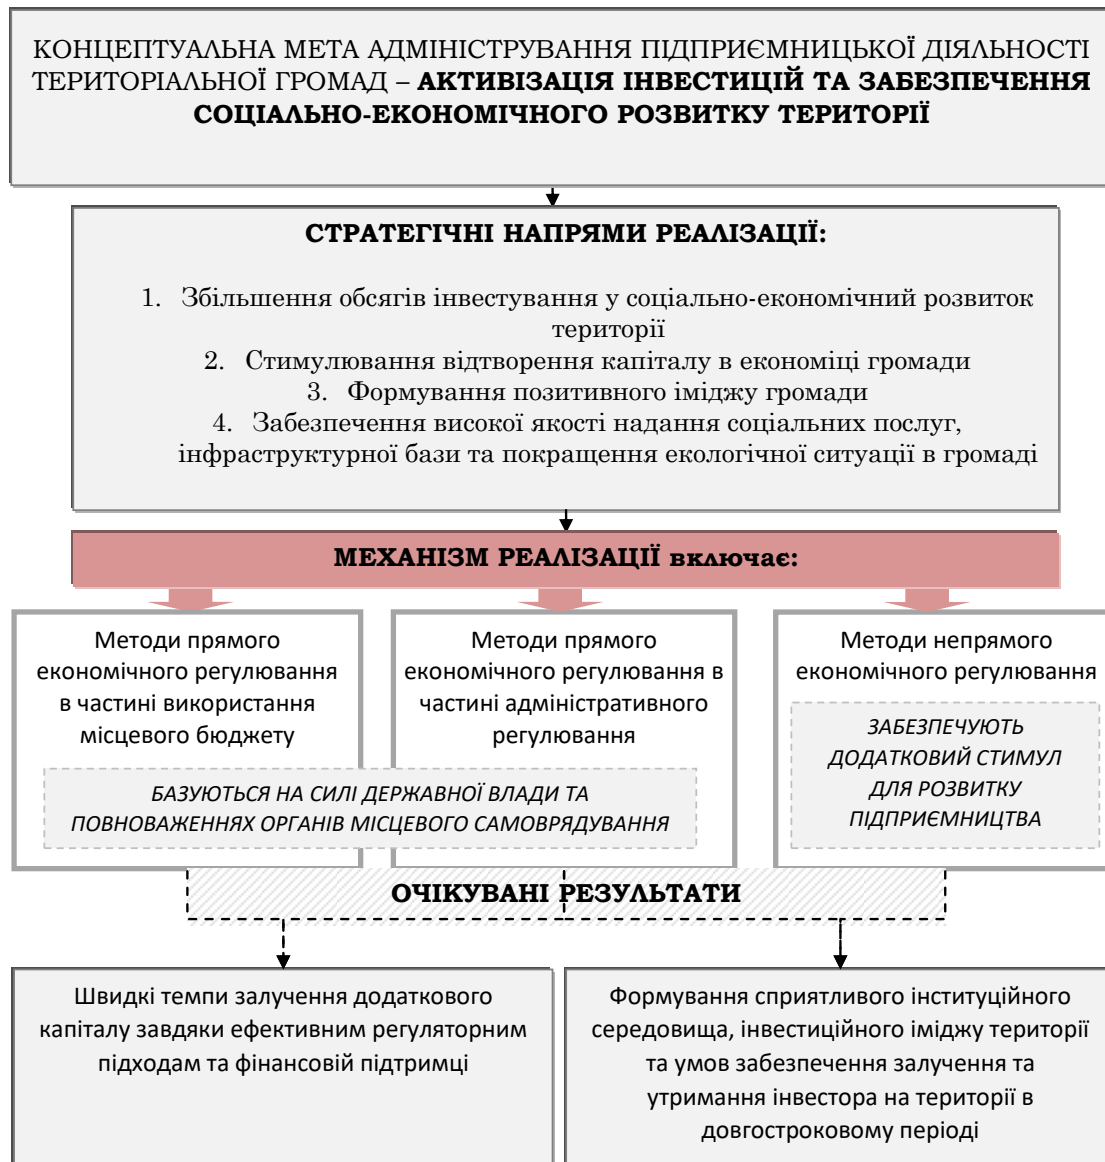 КОНЦЕПТУАЛЬНА МЕТА АДМІНІСТРУВАННЯ ПІДПРИЄМНИЦЬКОЇ ДІЯЛЬНОСТІ
ТЕРИТОРІАЛЬНОЇ ГРОМАД – АКТИВІЗАЦІЯ ІНВЕСТИЦІЙ ТА ЗАБЕЗПЕЧЕННЯ
СОЦІАЛЬНО-ЕКОНОМІЧНОГО РОЗВИТКУ ТЕРИТОРІЇ
СТРАТЕГІЧНІ НАПРЯМИ РЕАЛІЗАЦІЇ:
1. Збільшення обсягів інвестування у соціально-економічний розвиток
території
2. Стимулювання відтворення капіталу в економіці громади
3. Формування позитивного іміджу громади
4. Забезпечення високої якості надання соціальних послуг,
інфраструктурної бази та покращення екологічної ситуації в громаді
МЕХАНІЗМ РЕАЛІЗАЦІЇ включає:
Методи прямого
економічного регулювання
в частині використання
місцевого бюджету
Методи прямого
економічного регулювання в
частині адміністративного
регулювання
БАЗУЮТЬСЯ НА СИЛІ ДЕРЖАВНОЇ ВЛАДИ ТА
ПОВНОВАЖЕННЯХ ОРГАНІВ МІСЦЕВОГО САМОВРЯДУВАННЯ
Методи непрямого
економічного регулювання
ЗАБЕЗПЕЧУЮТЬ
ДОДАТКОВИЙ СТИМУЛ
ДЛЯ РОЗВИТКУ
ПІДПРИЄМНИЦТВА
ОЧІКУВАНІ РЕЗУЛЬТАТИ
Швидкі темпи залучення додаткового
капіталу завдяки ефективним регуляторним
підходам та фінансовій підтримці
Формування сприятливого інституційного
середовища, інвестиційного іміджу території
та умов забезпечення залучення та
утримання інвестора на території в
довгостроковому періоді